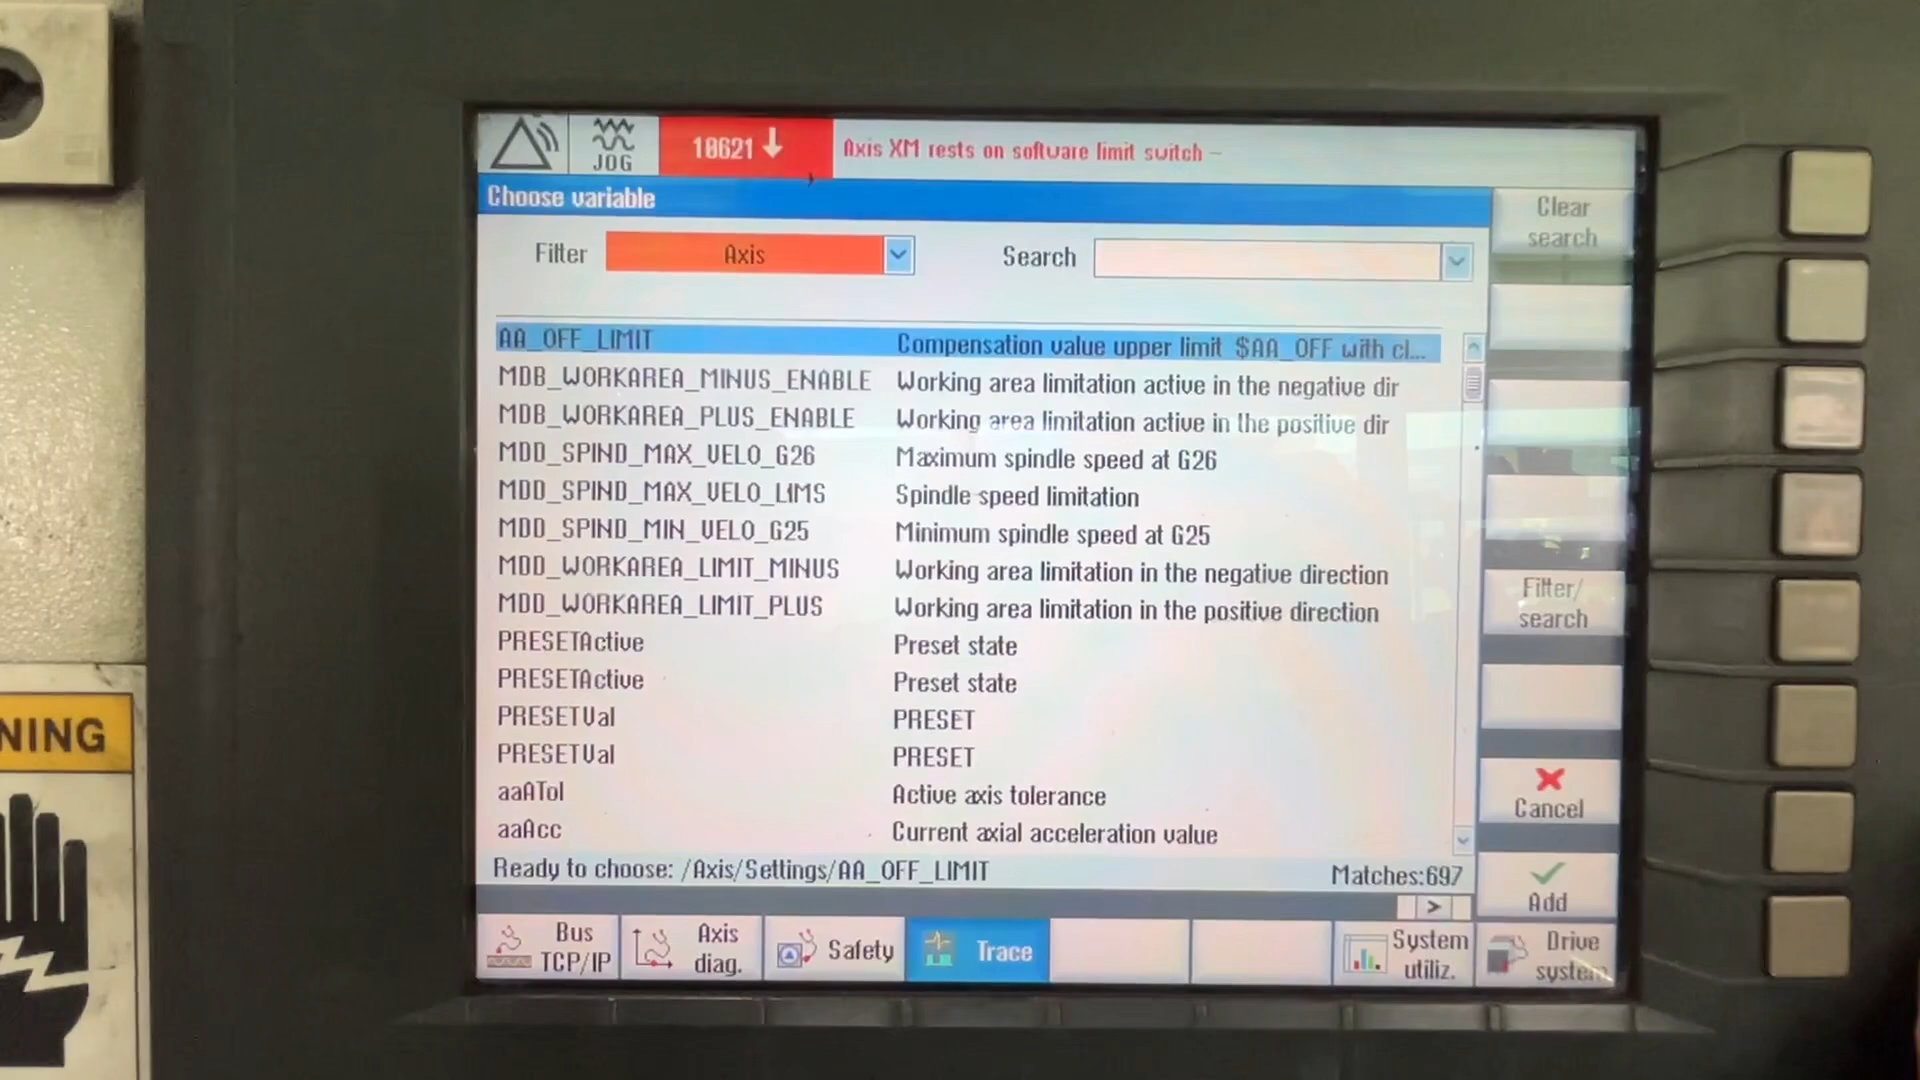 JOG
10621
Axis XM rests on software limit switch -
Choose variable
Filter
Axis
Search
Clear
search
AA_OFF_LIMIT Compensation value upper limit $AA_OFF with cl...
MDB_WORKAREA_MINUS_ENABLE Working area limitation active in the negative dir
MDB_WORKAREA_PLUS_ENABLE Working area limitation active in the positive dir
MDD_SPIND_MAX_VELO_G26 Maximum spindle speed at G26
MDD_SPIND_MAX_VELO_LIMS Spindle speed limitation
MDD_SPIND_MIN_VELO_G25 Minimum spindle speed at G25
MDD_WORKAREA_LIMIT_MINUS Working area limitation in the negative direction
MDD_WORKAREA_LIMIT_PLUS Working area limitation in the positive direction
PRESETActive Preset state
PRESETActive Preset state
PRESETVal PRESET
PRESETVal PRESET
aaATol Active axis tolerance
aaAcc Current axial acceleration value
Filter/
search
Cancel
Add
Ready to choose: /Axis/Settings/AA_OFF_LIMIT Matches:697
>
Bus
TCP/IP
Axis
diag.
Safety
Trace
System
utiliz.
Drive
system
NING